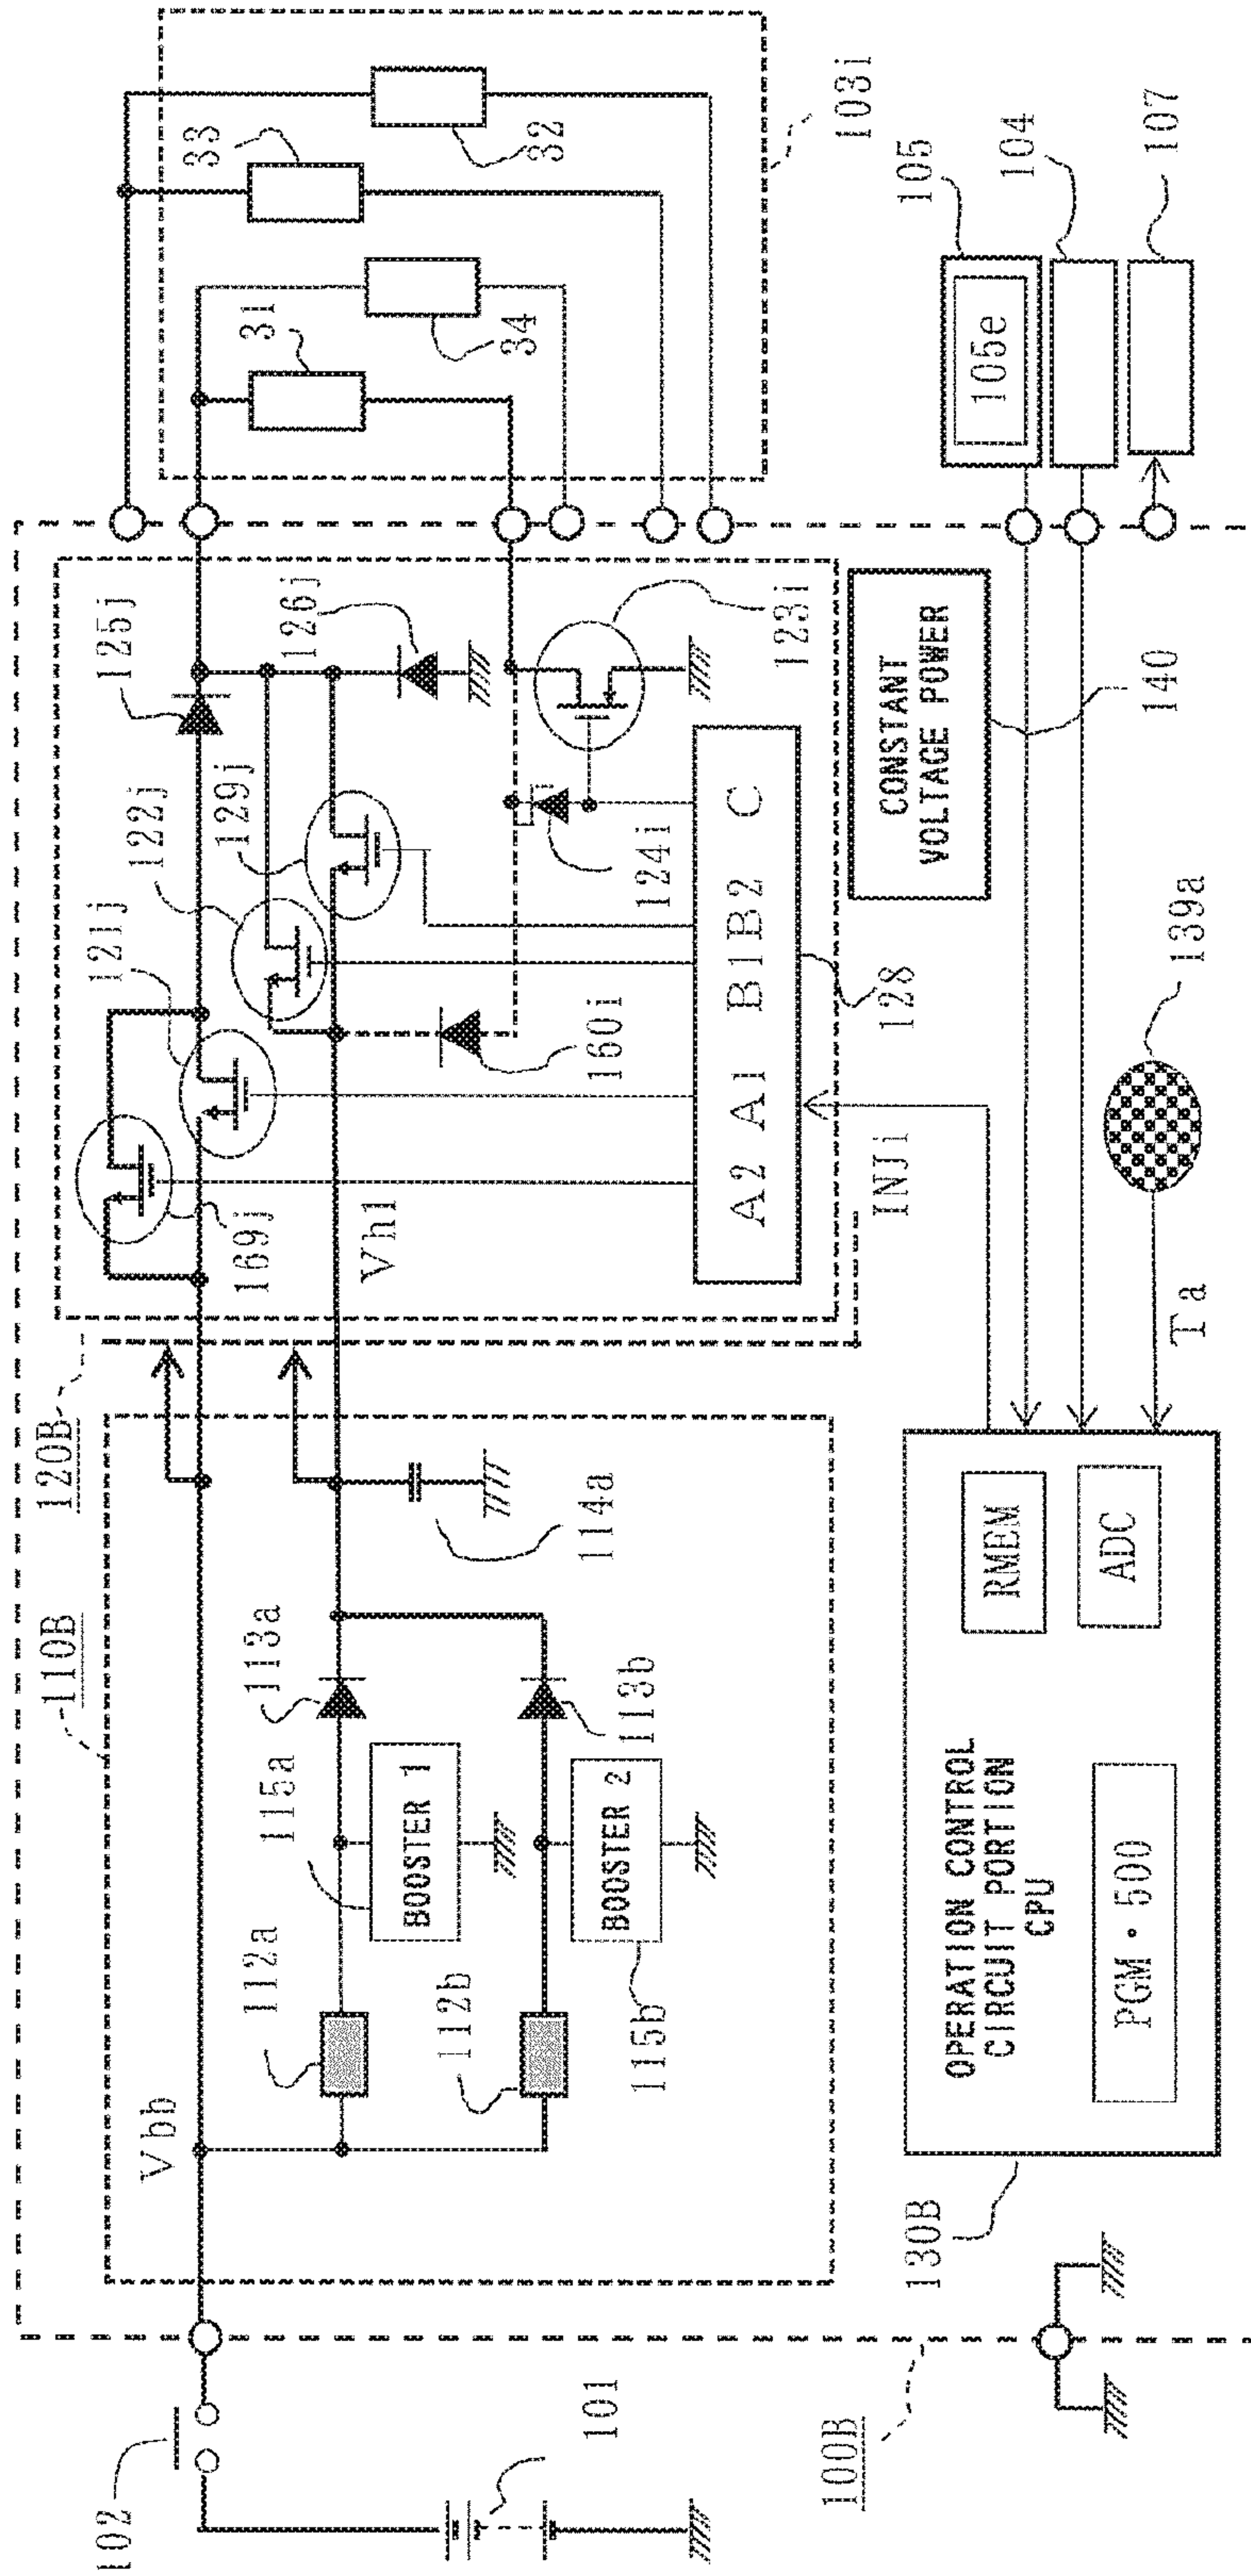 102
101
100B
Vbb
110B
112a
115a
113a
BOOSTER 1
112b
115b
BOOSTER 2
113b
114a
120B
Vh1
169j
121j
122j
129j
125j
126j
160i
124i
123i
A2 A1 B1B2 C
128
INJi
33
31
34
32
103i
130B
OPERATION CONTROL
CIRCUIT PORTION
CPU
PGM・500
RMEM
ADC
Ta
139a
CONSTANT
VOLTAGE POWER
140
105
105e
104
107